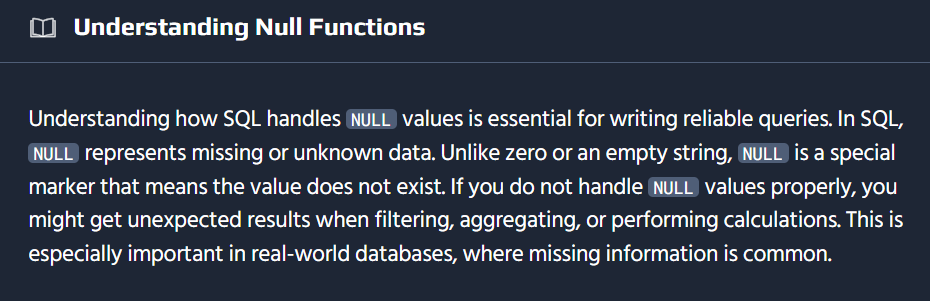 Understanding Null Functions
Understanding how SQL handles NULL values is essential for writing reliable queries. In SQL,
NULL represents missing or unknown data. Unlike zero or an empty string, NULL is a special
marker that means the value does not exist. If you do not handle NULL values properly, you
might get unexpected results when filtering, aggregating, or performing calculations. This is
especially important in real-world databases, where missing information is common.